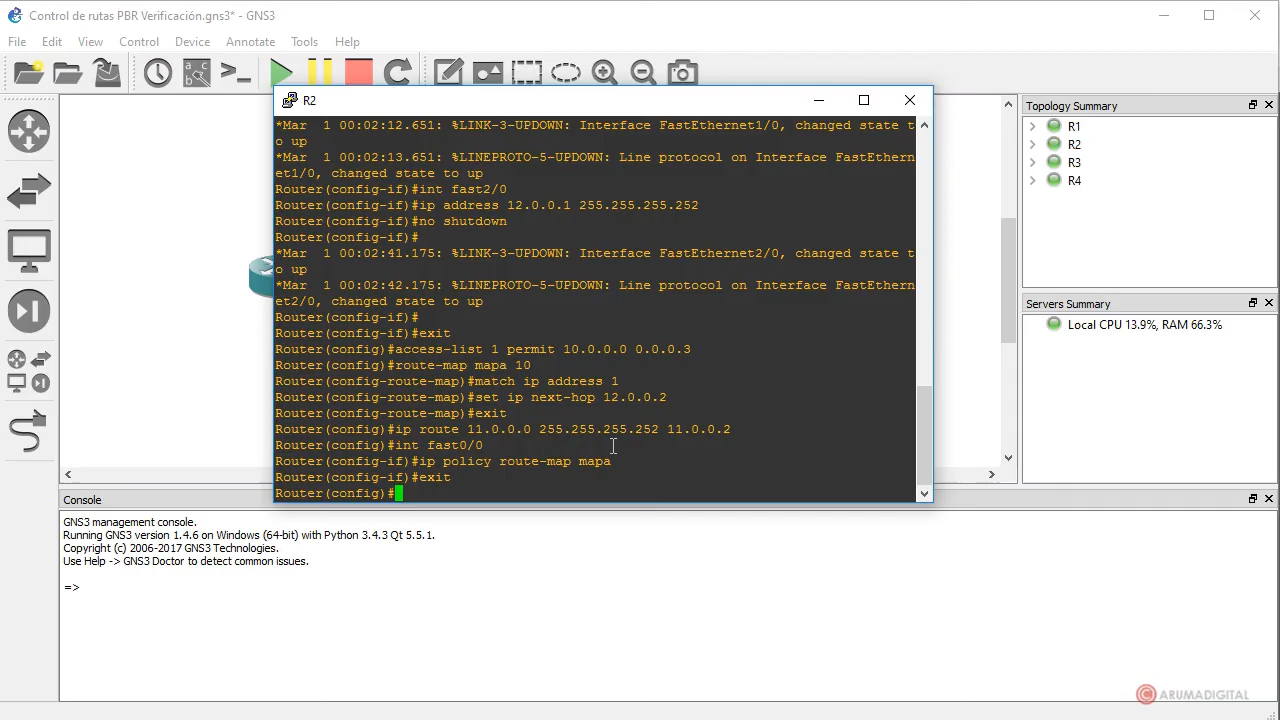 Control de rutas PBR Verificación.gns3* - GNS3
File Edit View Control Device Annotate Tools Help
R2
*Mar  1 00:02:12.651: %LINK-3-UPDOWN: Interface FastEthernet1/0, changed state t
o up
*Mar  1 00:02:13.651: %LINEPROTO-5-UPDOWN: Line protocol on Interface FastEthern
et1/0, changed state to up
Router(config-if)#int fast2/0
Router(config-if)#ip address 12.0.0.1 255.255.255.252
Router(config-if)#no shutdown
Router(config-if)#
*Mar  1 00:02:41.175: %LINK-3-UPDOWN: Interface FastEthernet2/0, changed state t
o up
*Mar  1 00:02:42.175: %LINEPROTO-5-UPDOWN: Line protocol on Interface FastEthern
et2/0, changed state to up
Router(config-if)#
Router(config-if)#exit
Router(config)#access-list 1 permit 10.0.0.0 0.0.0.3
Router(config)#route-map mapa 10
Router(config-route-map)#match ip address 1
Router(config-route-map)#set ip next-hop 12.0.0.2
Router(config-route-map)#exit
Router(config)#ip route 11.0.0.0 255.255.255.252 11.0.0.2
Router(config)#int fast0/0
Router(config-if)#ip policy route-map mapa
Router(config-if)#exit
Router(config)#
Topology Summary
R1
R2
R3
R4
Servers Summary
Local CPU 13.9%, RAM 66.3%
Console
GNS3 management console.
Running GNS3 version 1.4.6 on Windows (64-bit) with Python 3.4.3 Qt 5.5.1.
Copyright (c) 2006-2017 GNS3 Technologies.
Use Help -> GNS3 Doctor to detect common issues.
=>
© ARUMADIGITAL